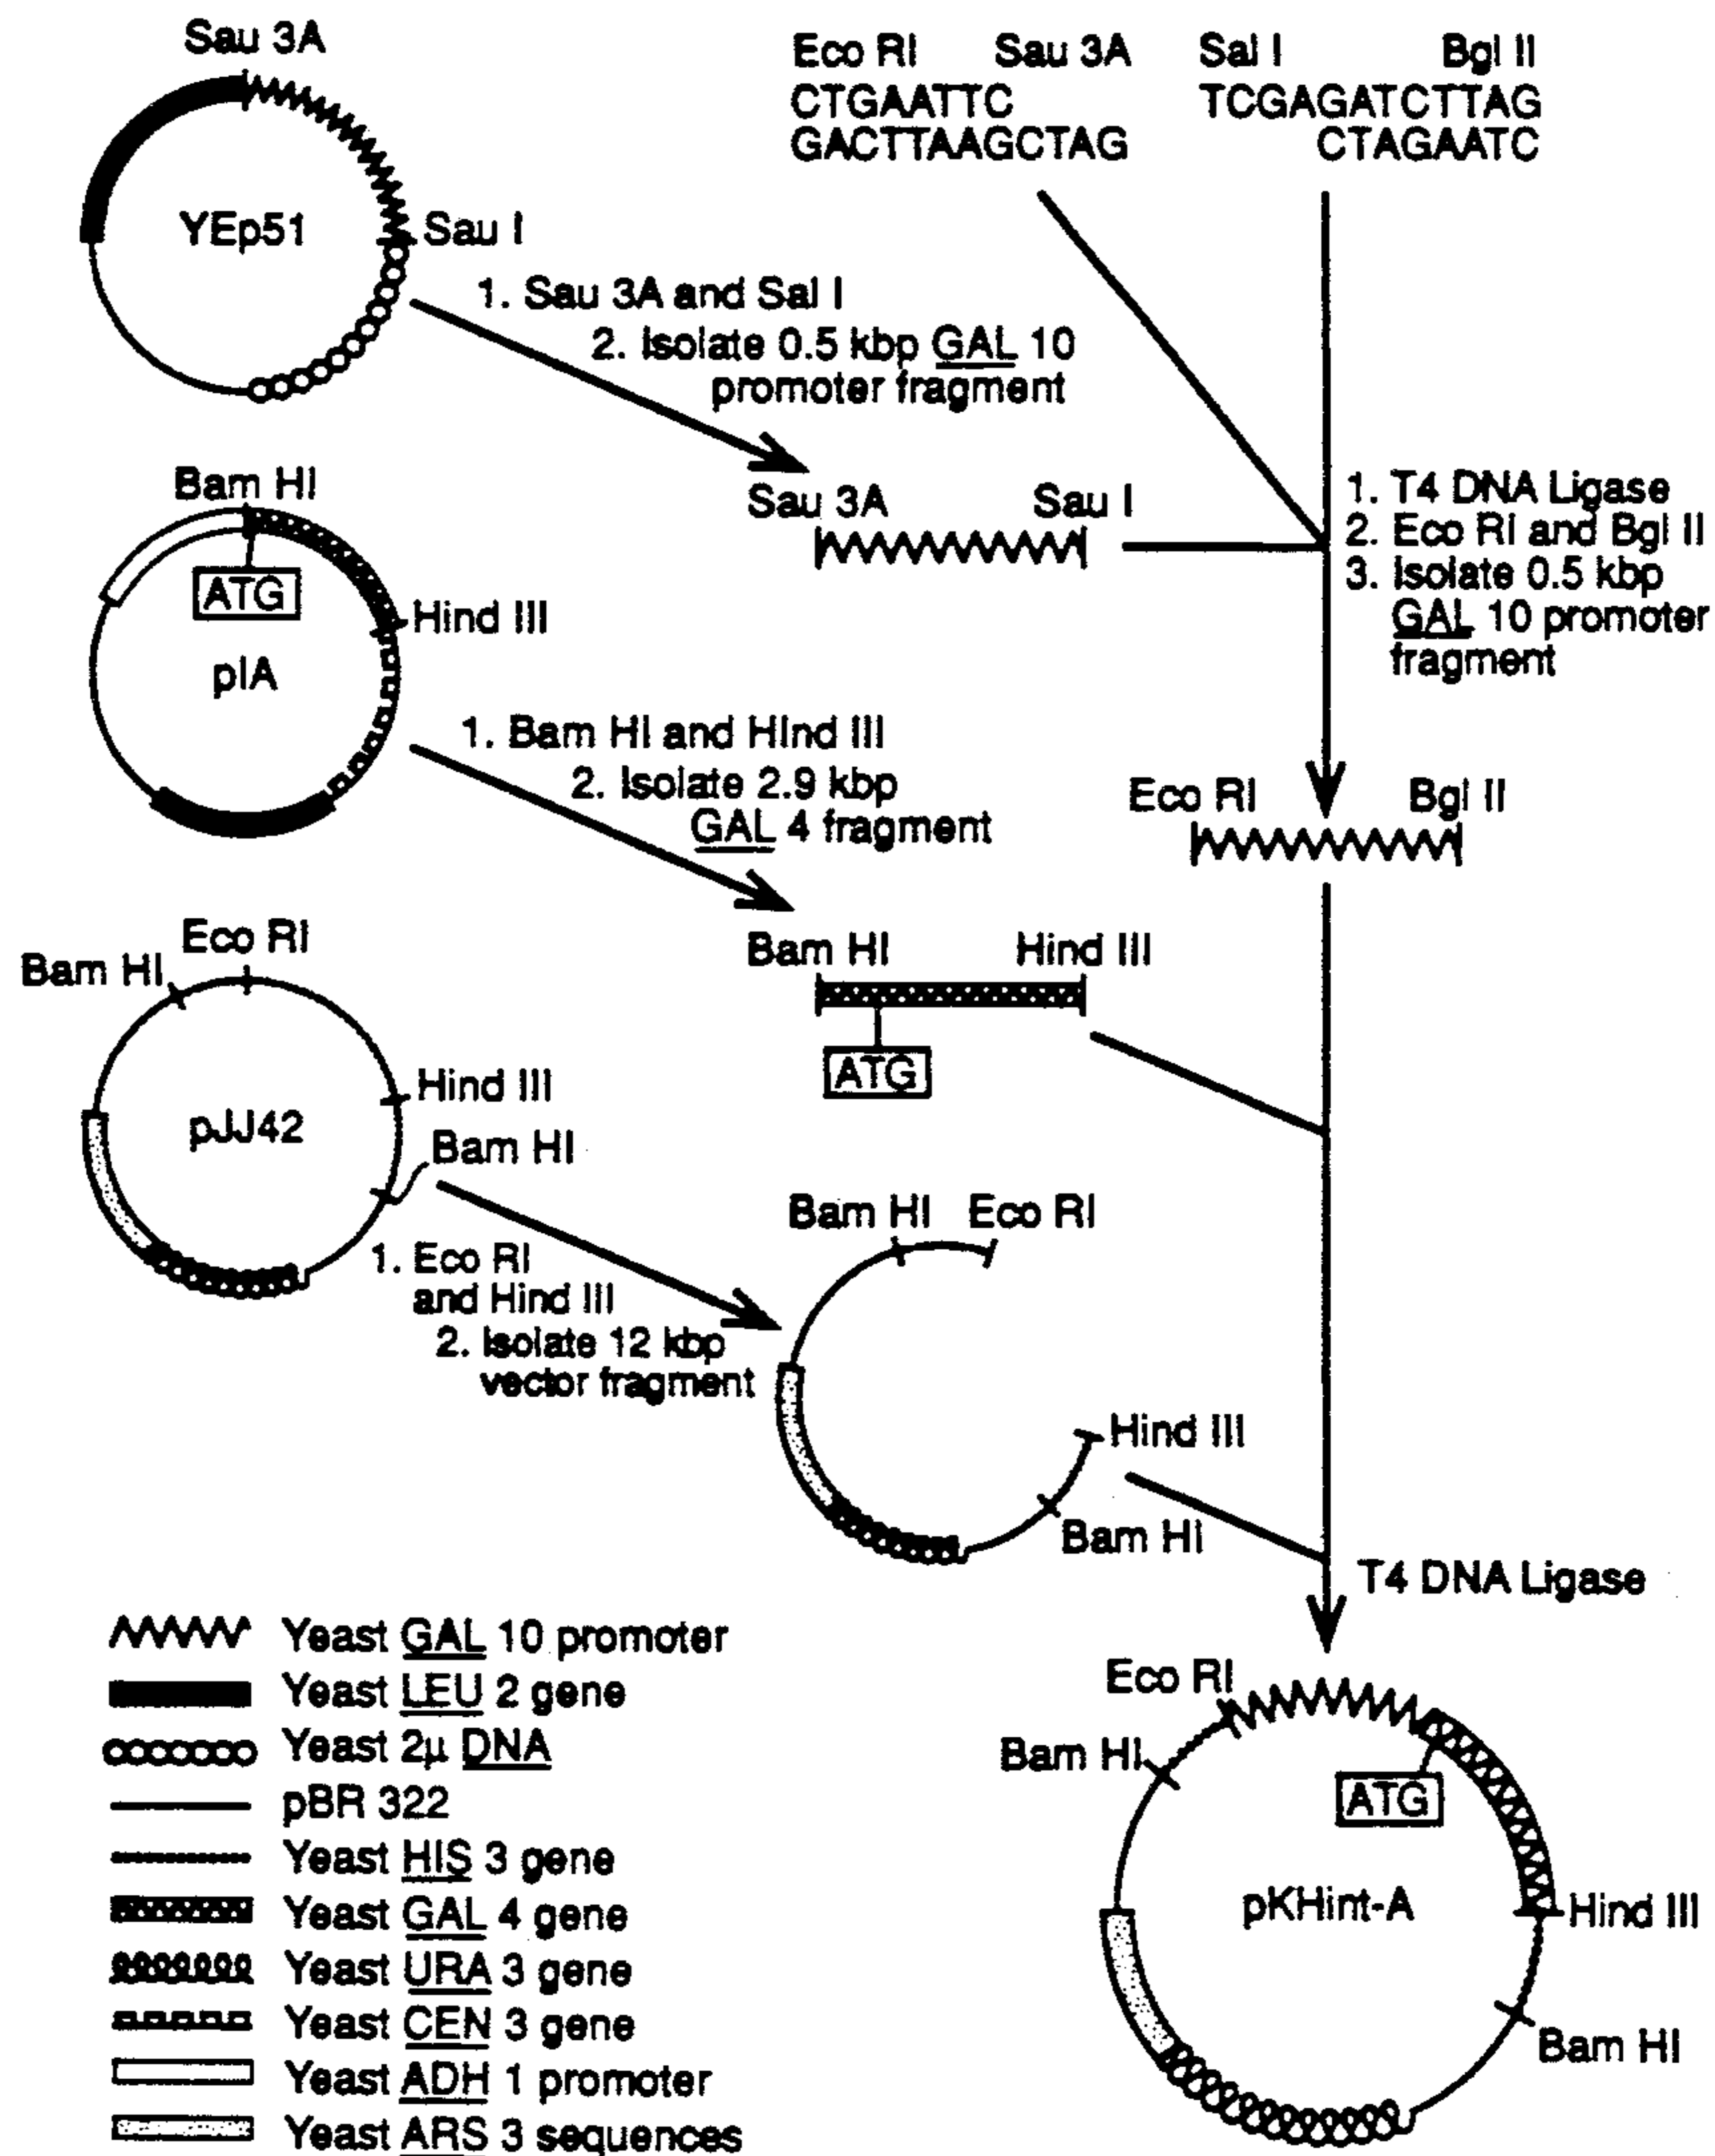 Sau 3A
YEp51
Sau I
1. Sau 3A and Sal I
2. Isolate 0.5 kbp GAL 10
promoter fragment
Eco RI Sau 3A
CTGAATTC
GACTTAAGCTAG
Sal I Bgl II
TCGAGATCTTAG
CTAGAATC
Sau 3A Sau I
1. T4 DNA Ligase
2. Eco RI and Bgl II
3. Isolate 0.5 kbp
GAL 10 promoter
fragment
Bam HI
ATG
Hind III
pIA
1. Bam HI and HInd III
2. Isolate 2.9 kbp
GAL 4 fragment
Eco RI Bgl II
Bam HI Hind III
ATG
Eco RI
Bam HI
Hind III
pJJ42
Bam HI
1. Eco RI
and Hind III
2. Isolate 12 kbp
vector fragment
Bam HI Eco RI
Hind III
Bam HI
T4 DNA Ligase
Eco RI
Bam HI
ATG
pKHint-A
Hind III
Bam HI
Yeast GAL 10 promoter
Yeast LEU 2 gene
Yeast 2μ DNA
pBR 322
Yeast HIS 3 gene
Yeast GAL 4 gene
Yeast URA 3 gene
Yeast CEN 3 gene
Yeast ADH 1 promoter
Yeast ARS 3 sequences